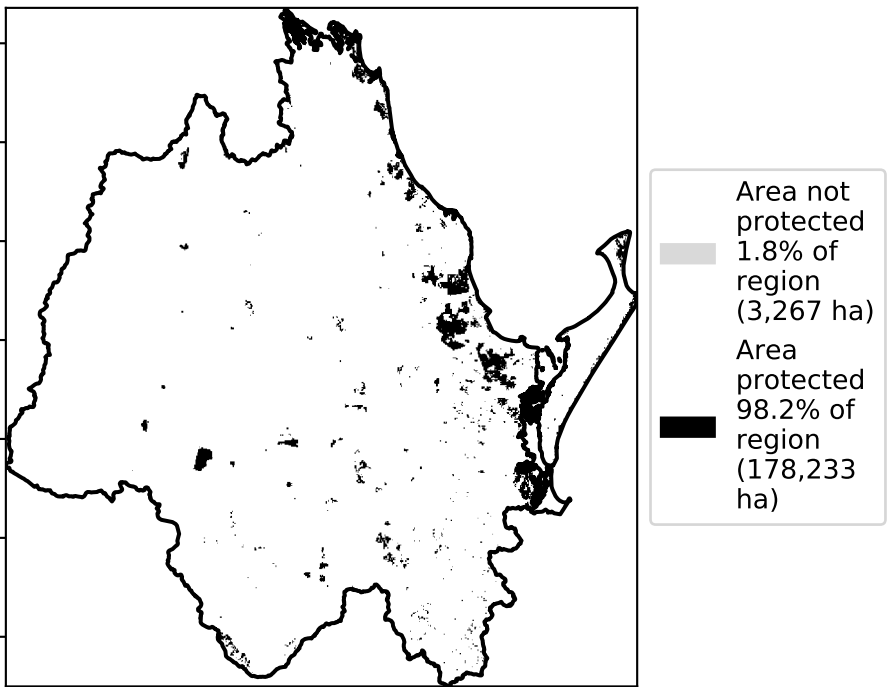 Area not
protected
1.8% of
region
(3,267 ha)
Area
protected
98.2% of
region
(178,233
ha)